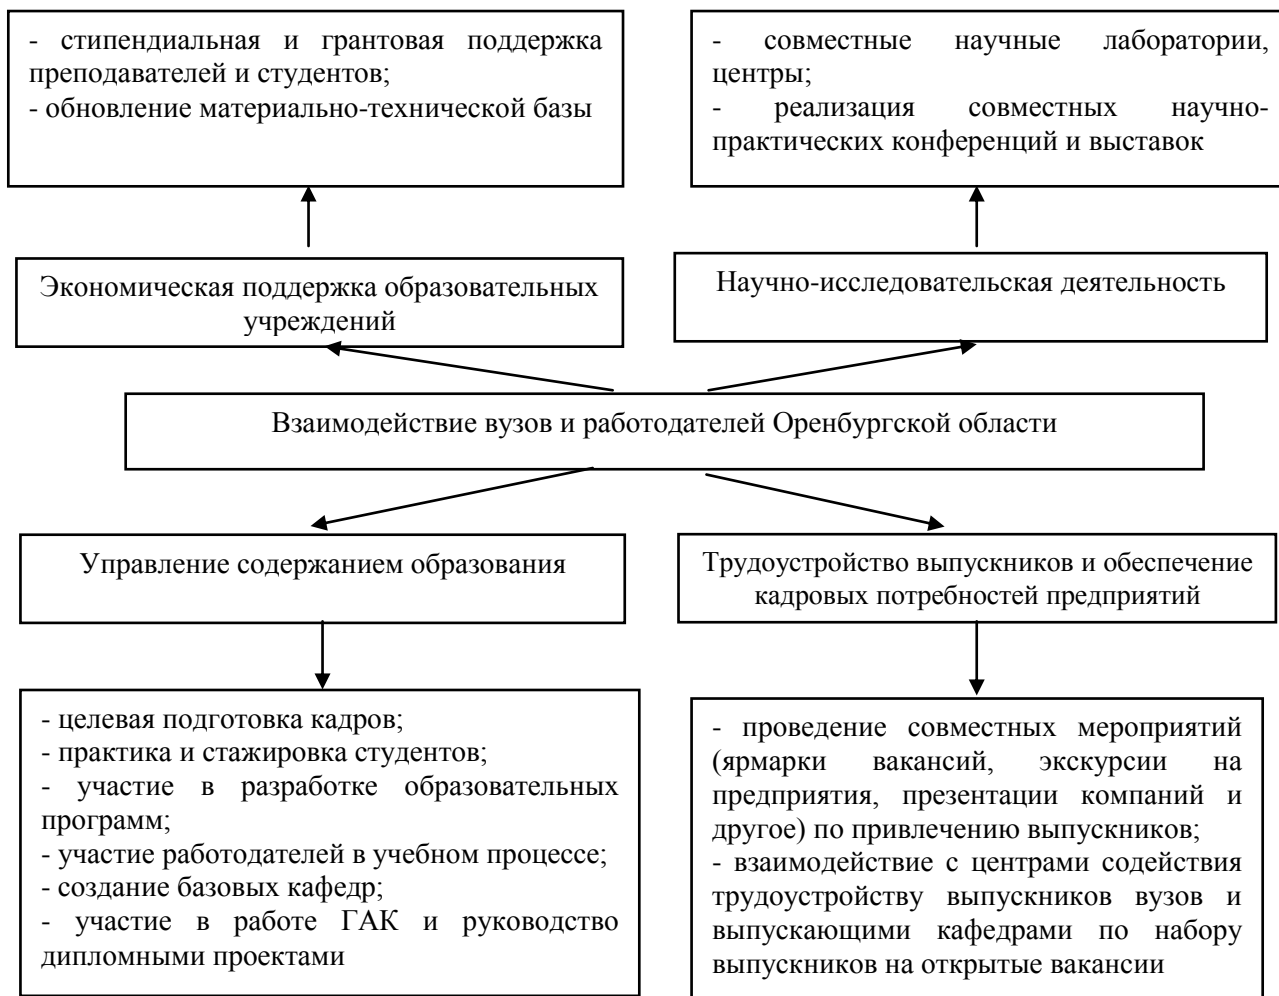 - стипендиальная и грантовая поддержка
преподавателей и студентов;
- обновление материально-технической базы
- совместные научные лаборатории,
центры;
- реализация совместных научно-
практических конференций и выставок
Экономическая поддержка образовательных
учреждений
Научно-исследовательская деятельность
Взаимодействие вузов и работодателей Оренбургской области
Управление содержанием образования
Трудоустройство выпускников и обеспечение
кадровых потребностей предприятий
- целевая подготовка кадров;
- практика и стажировка студентов;
- участие в разработке образовательных
программ;
- участие работодателей в учебном процессе;
- создание базовых кафедр;
- участие в работе ГАК и руководство
дипломными проектами
- проведение совместных мероприятий
(ярмарки вакансий, экскурсии на
предприятия, презентации компаний и
другое) по привлечению выпускников;
- взаимодействие с центрами содействия
трудоустройству выпускников вузов и
выпускающими кафедрами по набору
выпускников на открытые вакансии